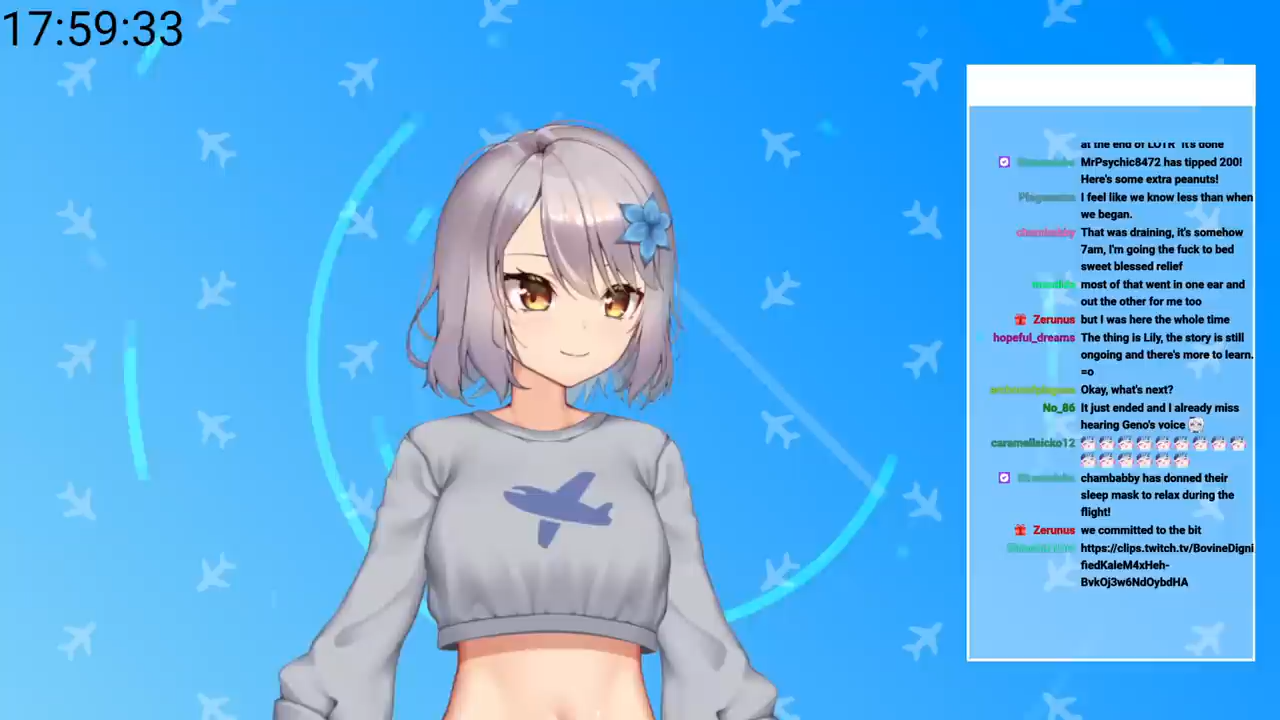 17:59:33
at the end of LOTR "it's done"
MrPsychic8472 has tipped 200!
Here's some extra peanuts!
I feel like we know less than when
we began.
chambabby That was draining, it's somehow
7am, I'm going the fuck to bed
sweet blessed relief
most of that went in one ear and
out the other for me too
Zerunus but I was here the whole time
hopeful_dreams The thing is Lily, the story is still
ongoing and there's more to learn.
=o
Okay, what's next?
No_86 It just ended and I already miss
hearing Geno's voice
caramelsicko12
chambabby has donned their
sleep mask to relax during the
flight!
Zerunus we committed to the bit
https://clips.twitch.tv/BovineDigni
fiedKaleM4xHeh-
BvkOj3w6NdOybdHA